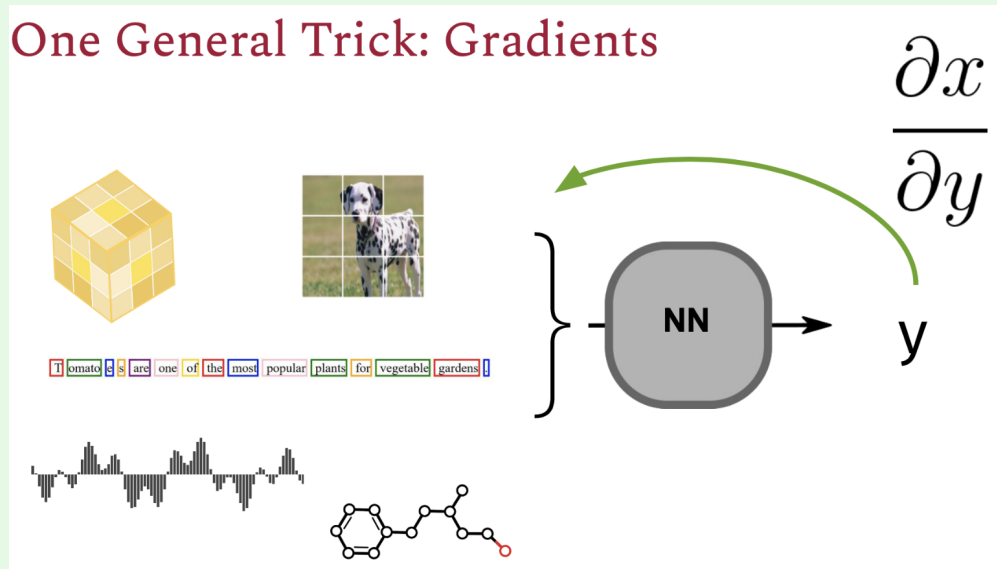 One General Trick: Gradients
∂x
∂y
NN
y
T omato e s are one of the most popular plants for vegetable gardens .